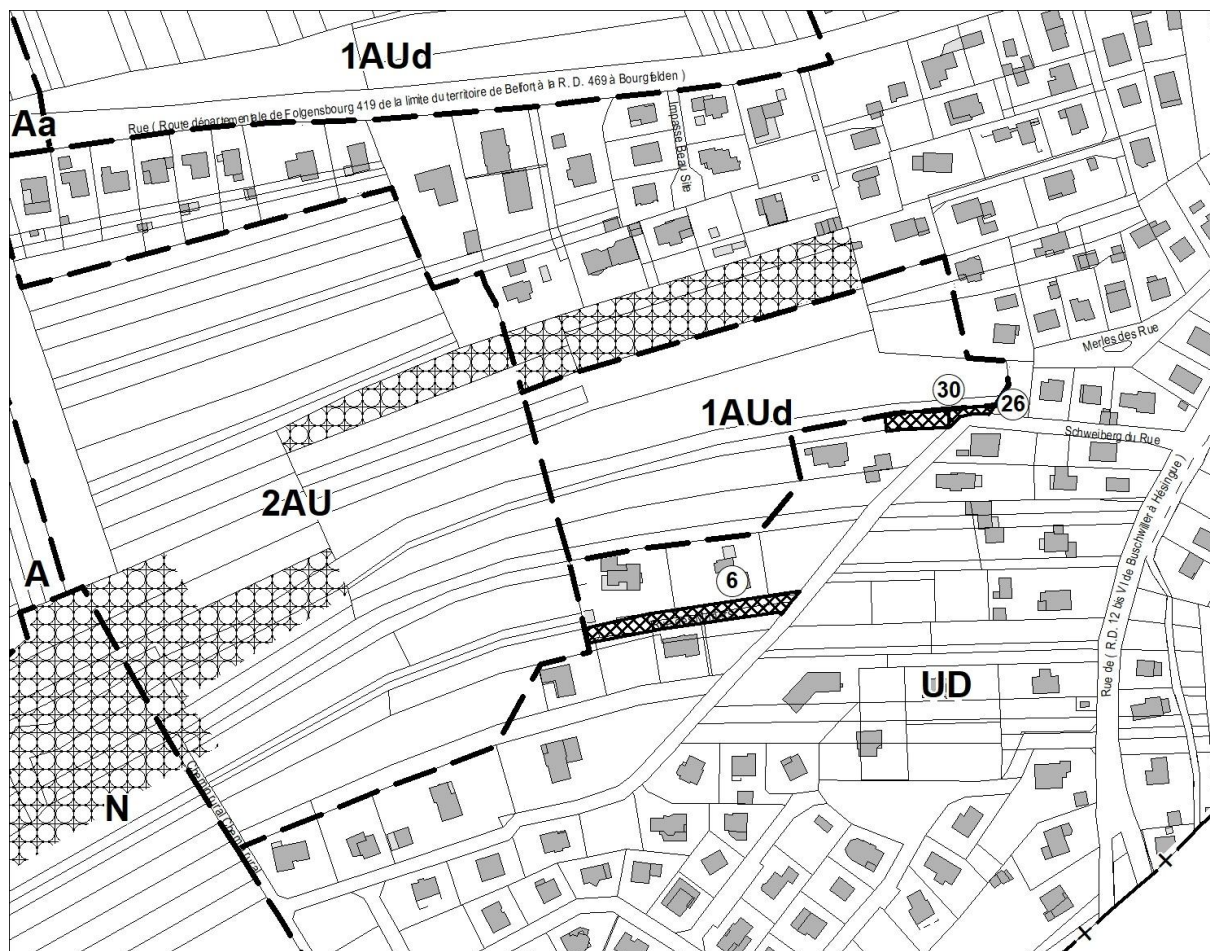 1AUd
Rue ( Route départementale de Folgensbourg 419 de la limite du territoire de Belfort à la R.D. 469 à Bourgfelden )
Aa
Impasse Beau Site
Merles des Rue
30
26
1AUd
Schweiberg du Rue
2AU
Rue de ( R.D. 12 bis VI de Buschwiller à Hésingue )
A
6
UD
N
Chemin rural